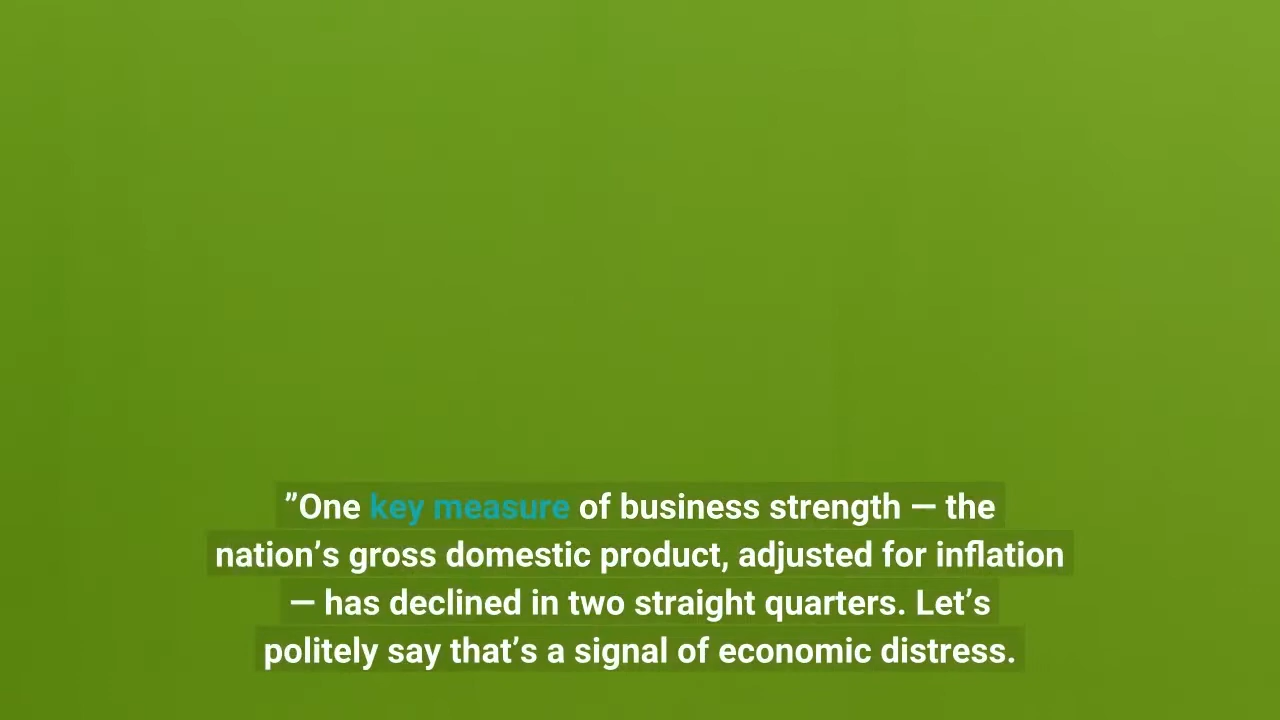 ”One key measure of business strength — the
nation’s gross domestic product, adjusted for inflation
— has declined in two straight quarters. Let’s
politely say that’s a signal of economic distress.